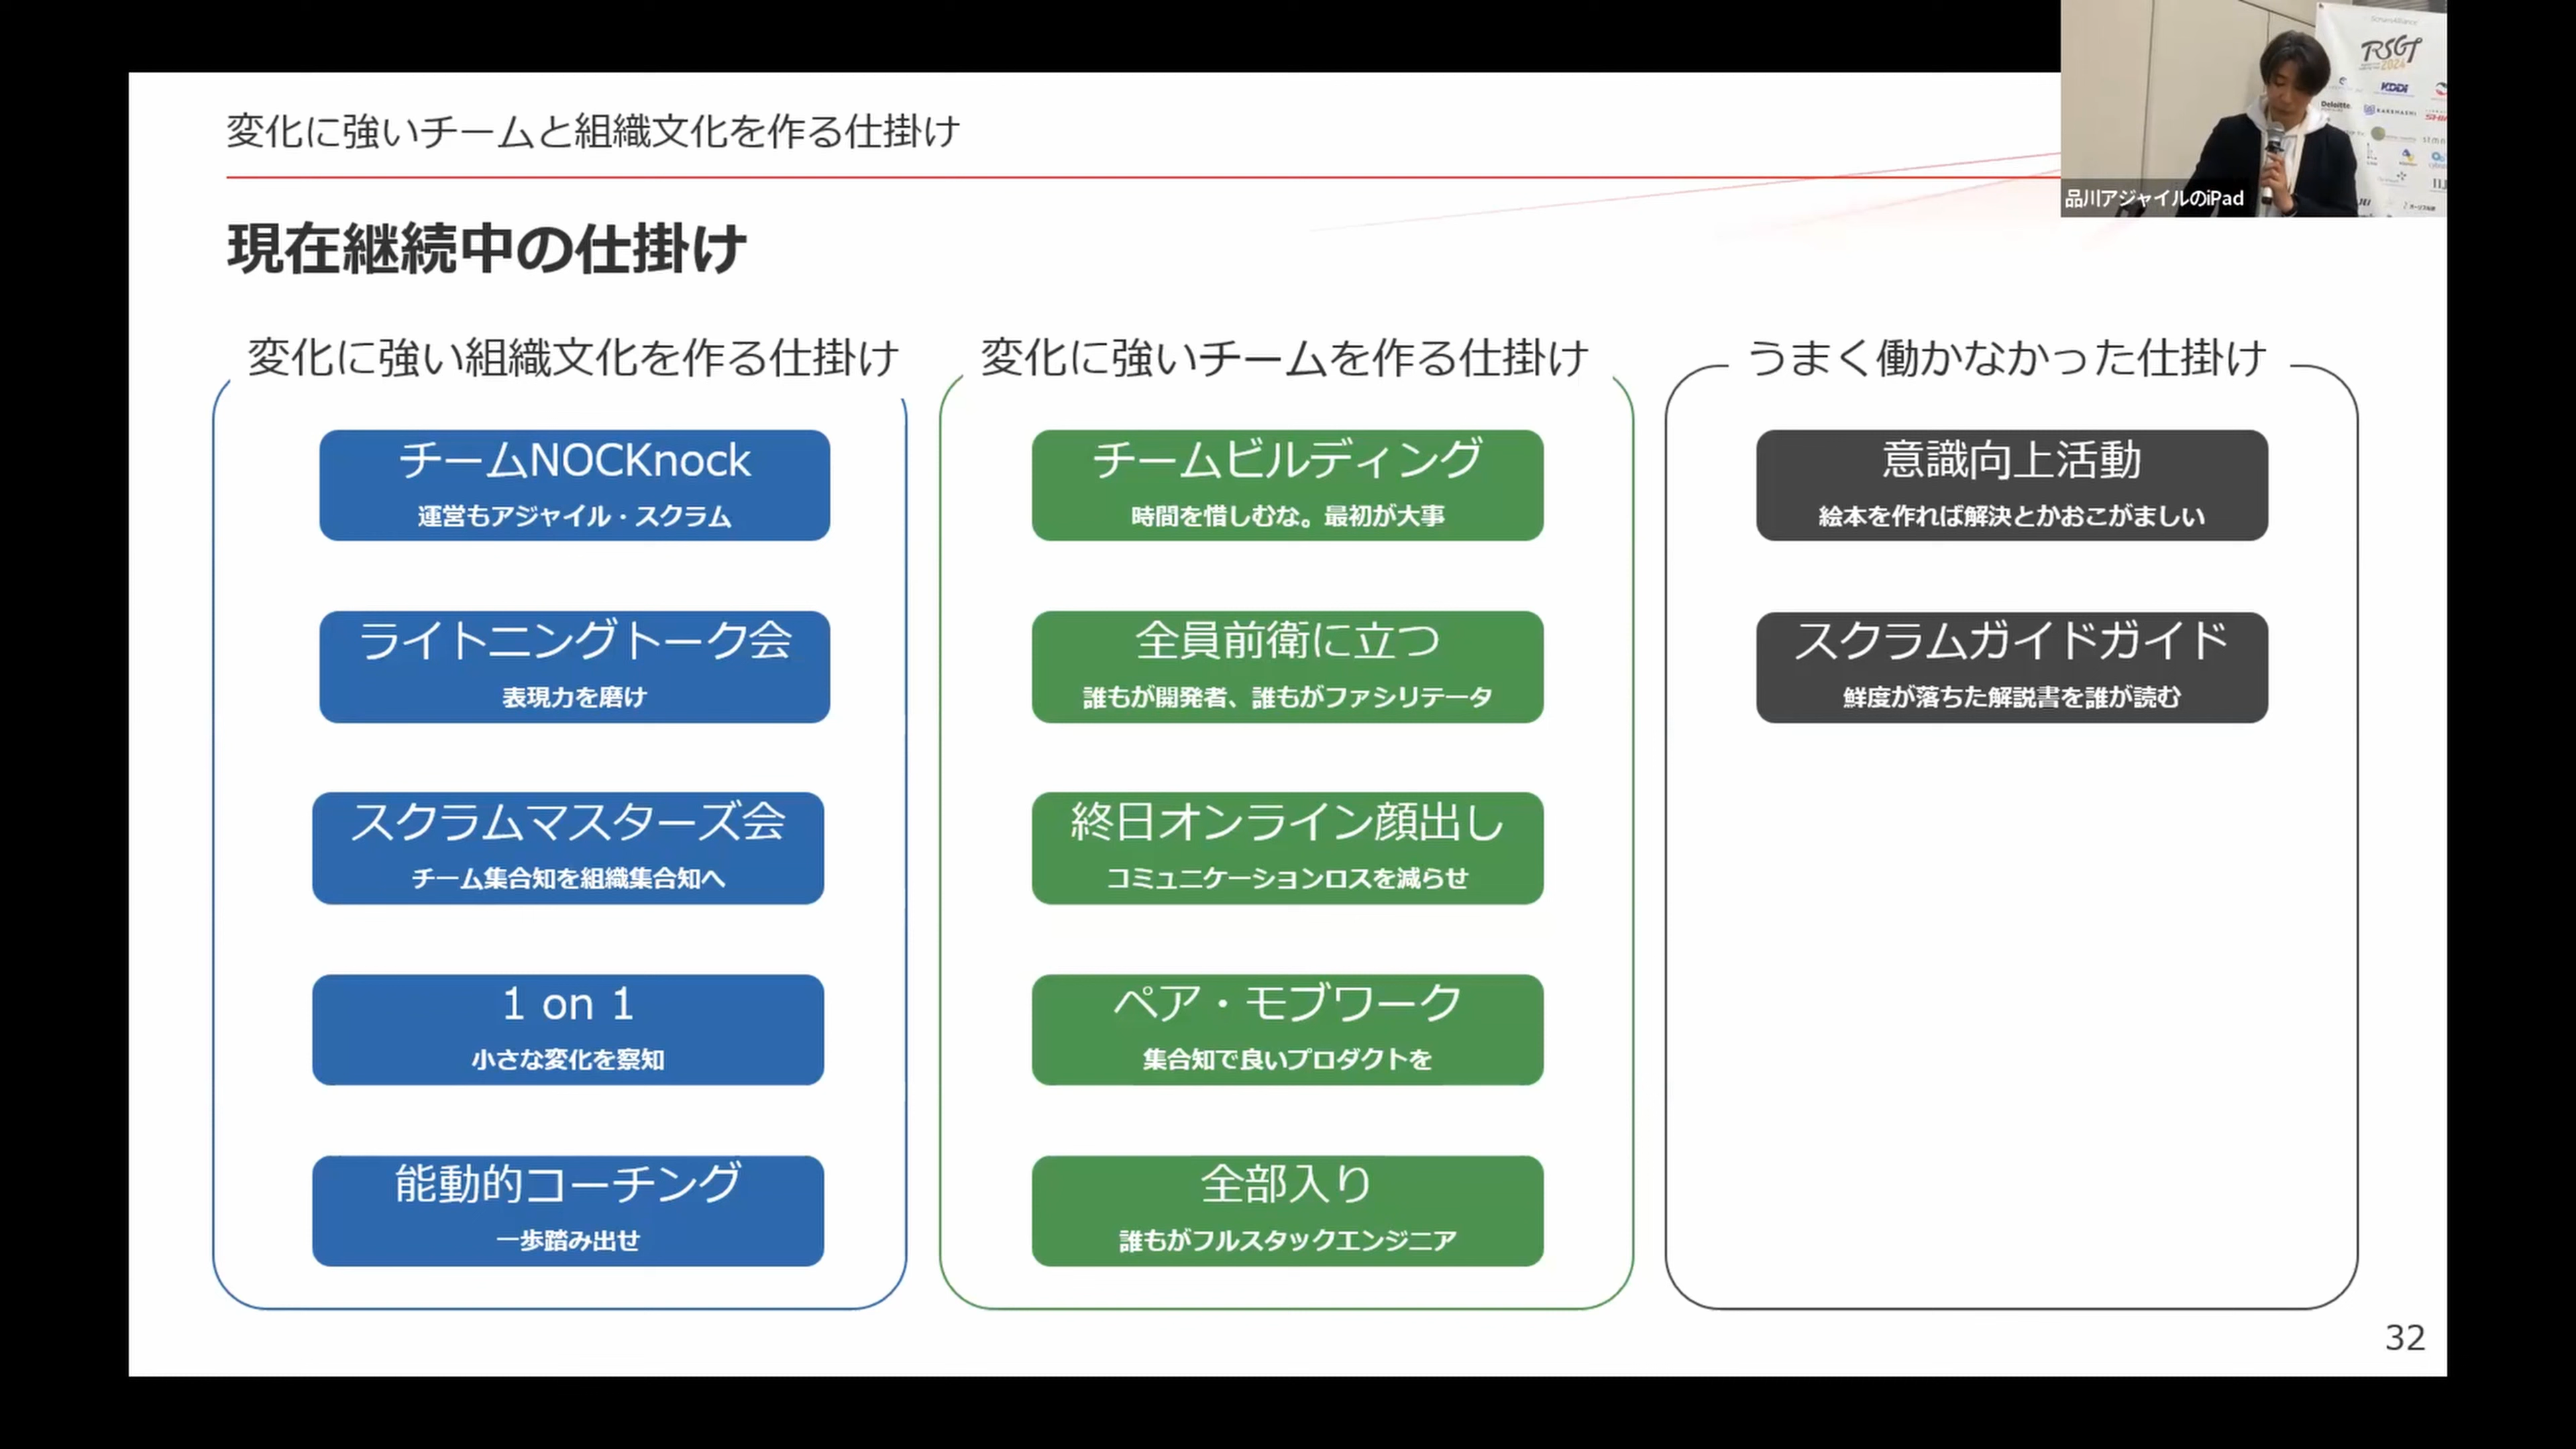 変化に強いチームと組織文化を作る仕掛け
現在継続中の仕掛け
変化に強い組織文化を作る仕掛け
チームNOCKnock
運営もアジャイル・スクラム
ライトニングトーク会
表現力を磨け
スクラムマスターズ会
チーム集合知を組織集合知へ
1 on 1
小さな変化を察知
能動的コーチング
一歩踏み出せ
変化に強いチームを作る仕掛け
チームビルディング
時間を惜しむな。最初が大事
全員前衛に立つ
誰もが開発者、誰もがファシリテータ
終日オンライン顔出し
コミュニケーションロスを減らせ
ペア・モブワーク
集合知で良いプロダクトを
全部入り
誰もがフルスタックエンジニア
うまく働かなかった仕掛け
意識向上活動
絵本を作れば解決とかおこがましい
スクラムガイドガイド
鮮度が落ちた解説書を誰が読む
32
RSGT
2024
KDDI
Deloitte
品川アジャイルのiPad